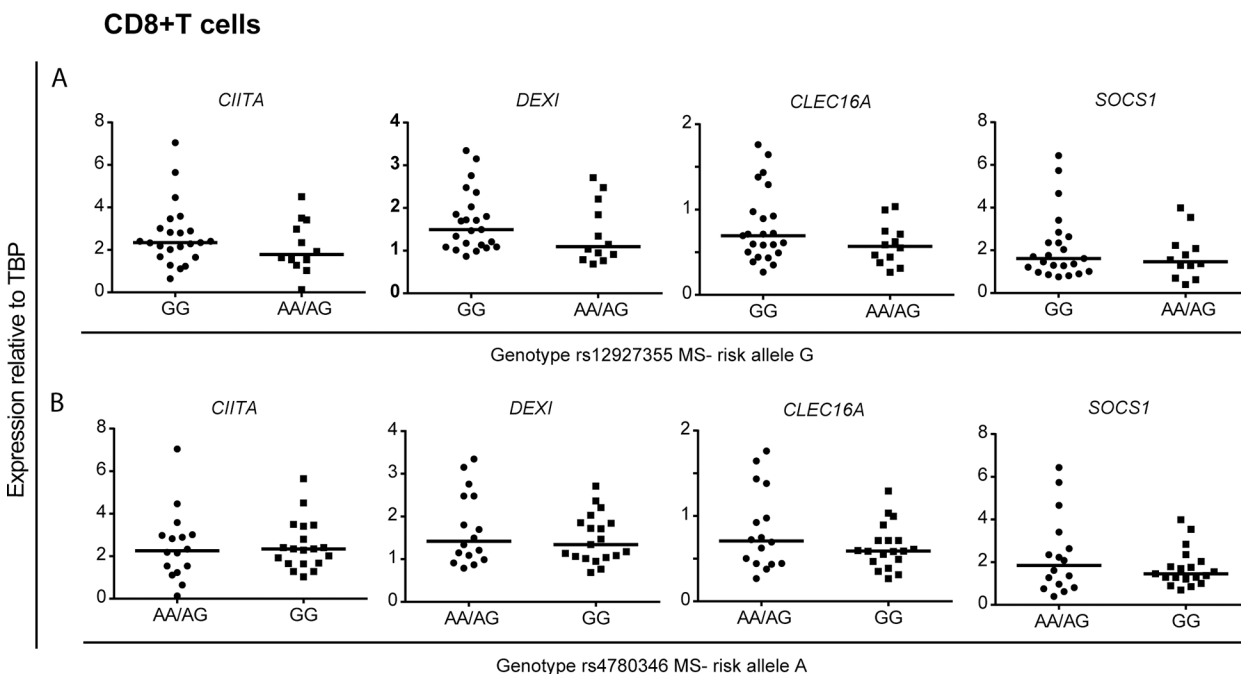 CD8+T cells
Expression relative to TBP
A
CIITA
8
6
4
2
0
GG
AA/AG
DEXI
4
3
2
1
0
GG
AA/AG
CLEC16A
2
1
0
GG
AA/AG
SOCS1
8
6
4
2
0
GG
AA/AG
Genotype rs12927355 MS- risk allele G
B
CIITA
8
6
4
2
0
AA/AG
GG
DEXI
4
3
2
1
0
AA/AG
GG
CLEC16A
2
1
0
AA/AG
GG
SOCS1
8
6
4
2
0
AA/AG
GG
Genotype rs4780346 MS- risk allele A